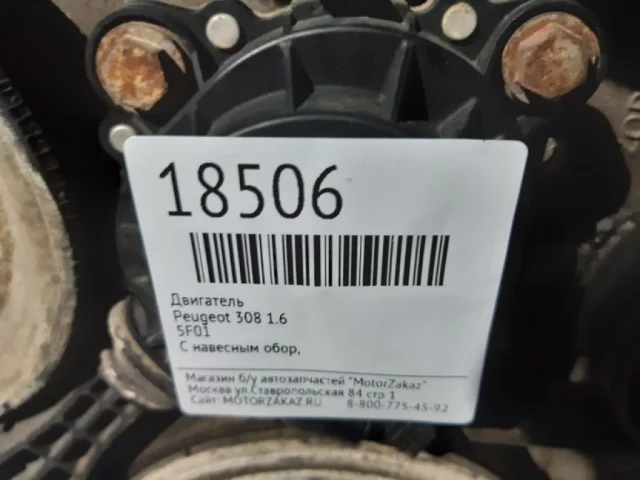 18506
Двигатель
Peugeot 308 1.6
5F01
С навесным обор,
Магазин б/у автозапчастей "MotorZakaz"
Москва ул.Ставропольская 84 стр 1
Сайт: MOTORZAKAZ.RU 8-800-775-45-92